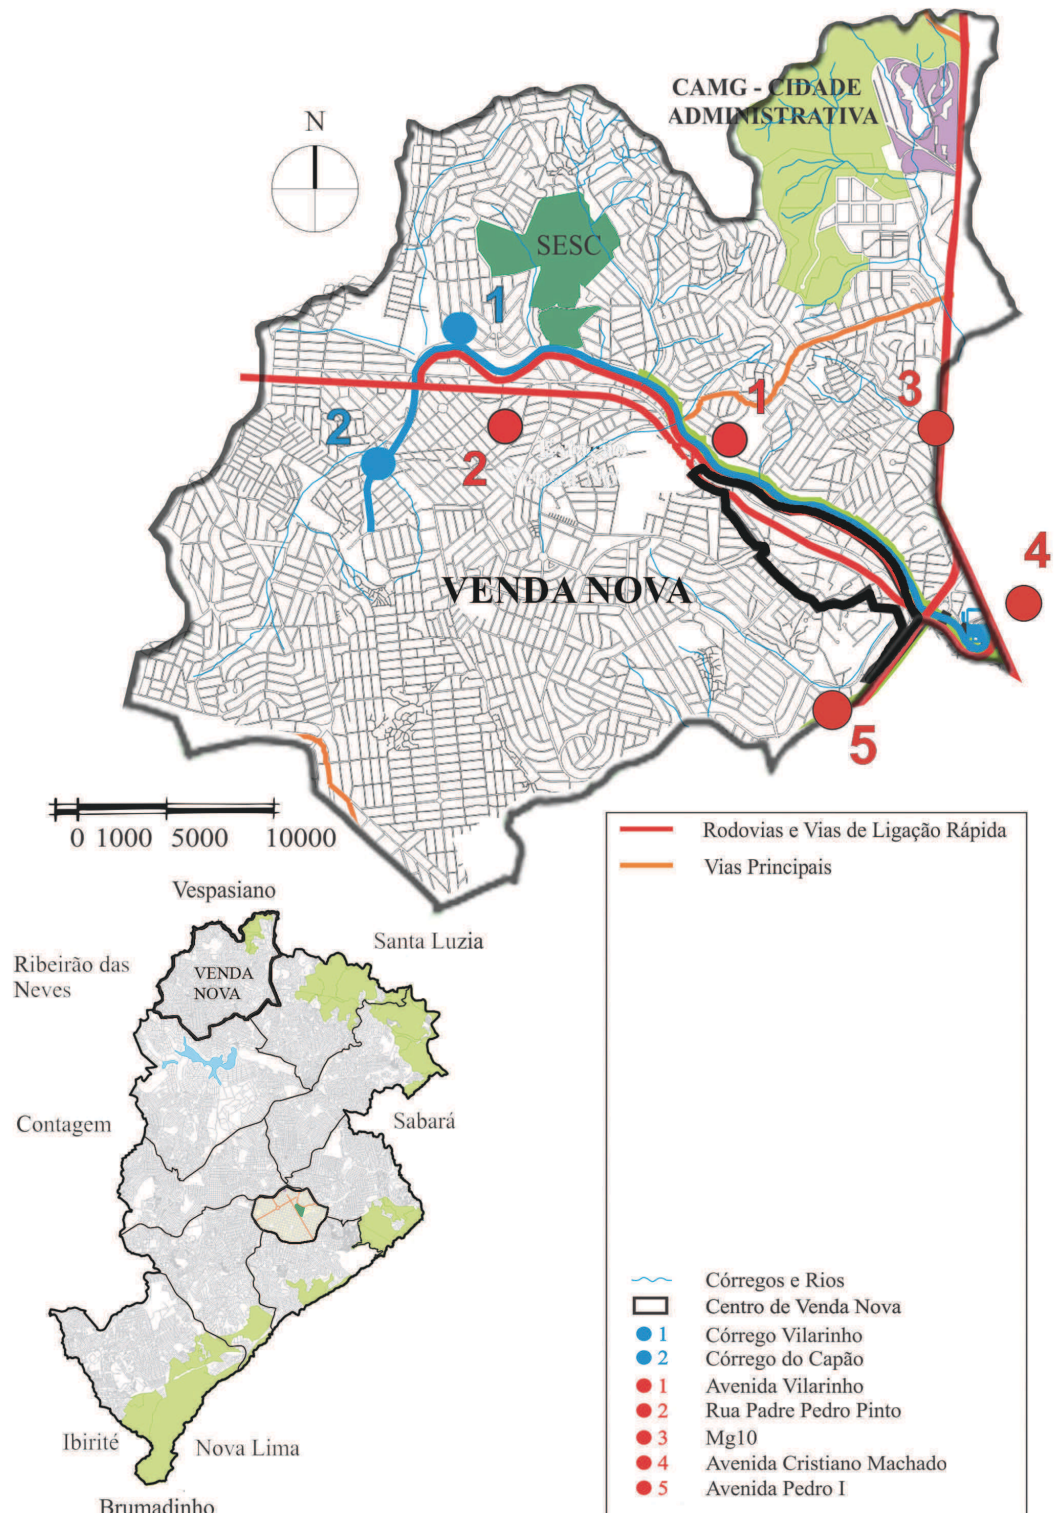 CAMG - CIDADE
ADMINISTRATIVA
N
SESC
1
2
1
2
3
4
5
VENDA NOVA
0 1000 5000 10000
Rodovias e Vias de Ligação Rápida
Vias Principais
Vespasiano
Santa Luzia
Ribeirão das
Neves
VENDA
NOVA
Contagem
Sabará
Ibirité
Nova Lima
Brumadinho
Córregos e Rios
Centro de Venda Nova
1 Córrego Vilarinho
2 Córrego do Capão
1 Avenida Vilarinho
2 Rua Padre Pedro Pinto
3 Mg10
4 Avenida Cristiano Machado
5 Avenida Pedro I